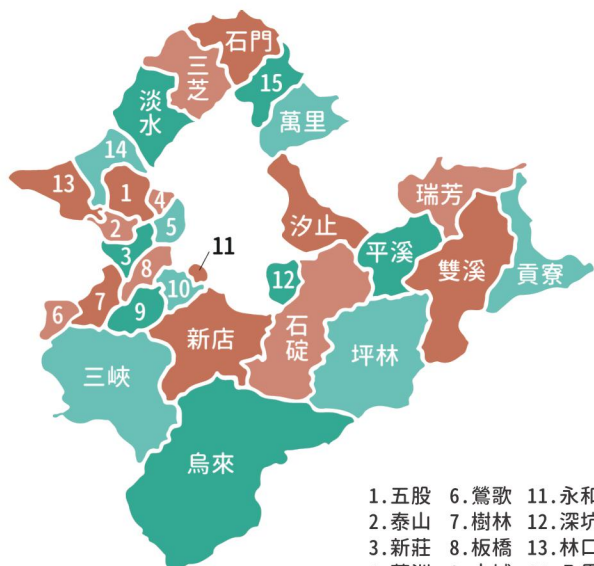 石門
三芝
15
淡水
萬里
14
13
1
4
瑞芳
2
5
汐止
11
平溪
3
8
雙溪
貢寮
12
10
7
6
9
石碇
新店
坪林
三峽
烏來
1.五股 6.鶯歌 11.永和
2.泰山 7.樹林 12.深坑
3.新莊 8.板橋 13.林口